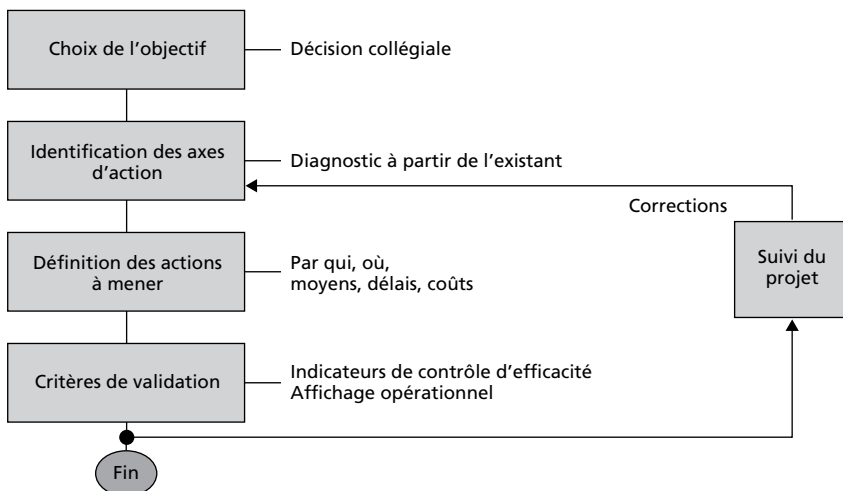 Choix de l'objectif
Décision collégiale
Identification des axes
d'action
Diagnostic à partir de l'existant
Corrections
Suivi du
projet
Définition des actions
à mener
Par qui, où,
moyens, délais, coûts
Critères de validation
Indicateurs de contrôle d'efficacité
Affichage opérationnel
Fin